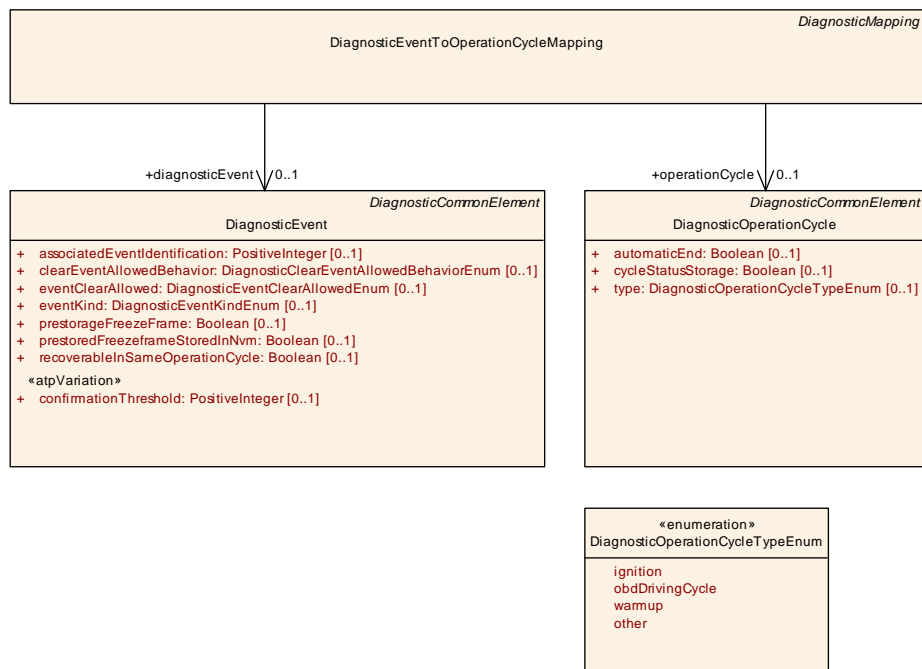 DiagnosticMapping
DiagnosticEventToOperationCycleMapping
+diagnosticEvent 0..1
+operationCycle 0..1
DiagnosticCommonElement
DiagnosticEvent
+ associatedEventIdentification: PositiveInteger [0..1]
+ clearEventAllowedBehavior: DiagnosticClearEventAllowedBehaviorEnum [0..1]
+ eventClearAllowed: DiagnosticEventClearAllowedEnum [0..1]
+ eventKind: DiagnosticEventKindEnum [0..1]
+ prestorageFreezeFrame: Boolean [0..1]
+ prestoredFreezeframeStoredInNvm: Boolean [0..1]
+ recoverableInSameOperationCycle: Boolean [0..1]
«atpVariation»
+ confirmationThreshold: PositiveInteger [0..1]
DiagnosticCommonElement
DiagnosticOperationCycle
+ automaticEnd: Boolean [0..1]
+ cycleStatusStorage: Boolean [0..1]
+ type: DiagnosticOperationCycleTypeEnum [0..1]
«enumeration»
DiagnosticOperationCycleTypeEnum
ignition
obdDrivingCycle
warmup
other